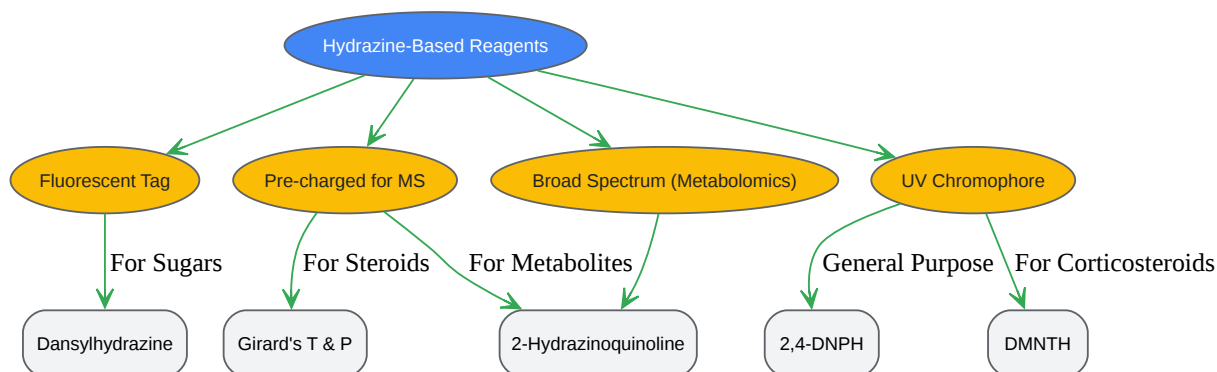 Hydrazine-Based Reagents
Fluorescent Tag
Pre-charged for MS
Broad Spectrum (Metabolomics)
UV Chromophore
For Sugars
For Steroids
For Metabolites
General Purpose
For Corticosteroids
Dansylhydrazine
Girard's T & P
2-Hydrazinoquinoline
2,4-DNPH
DMNTH